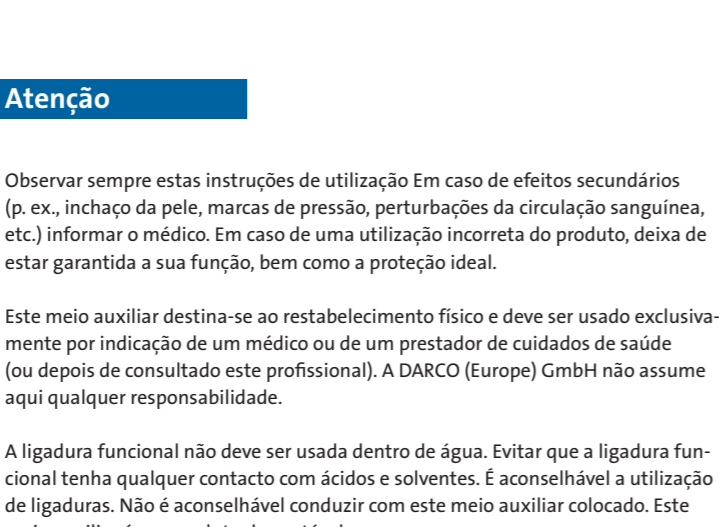 Atenção
Observar sempre estas instruções de utilização Em caso de efeitos secundários
(p. ex., inchaço da pele, marcas de pressão, perturbações da circulação sanguínea,
etc.) informar o médico. Em caso de uma utilização incorreta do produto, deixa de
estar garantida a sua função, bem como a proteção ideal.
Este meio auxiliar destina-se ao restabelecimento físico e deve ser usado exclusiva-
mente por indicação de um médico ou de um prestador de cuidados de saúde
(ou depois de consultado este profissional). A DARCO (Europe) GmbH não assume
aqui qualquer responsabilidade.
A ligadura funcional não deve ser usada dentro de água. Evitar que a ligadura fun-
cional tenha qualquer contacto com ácidos e solventes. É aconselhável a utilização
de ligaduras. Não é aconselhável conduzir com este meio auxiliar colocado. Este